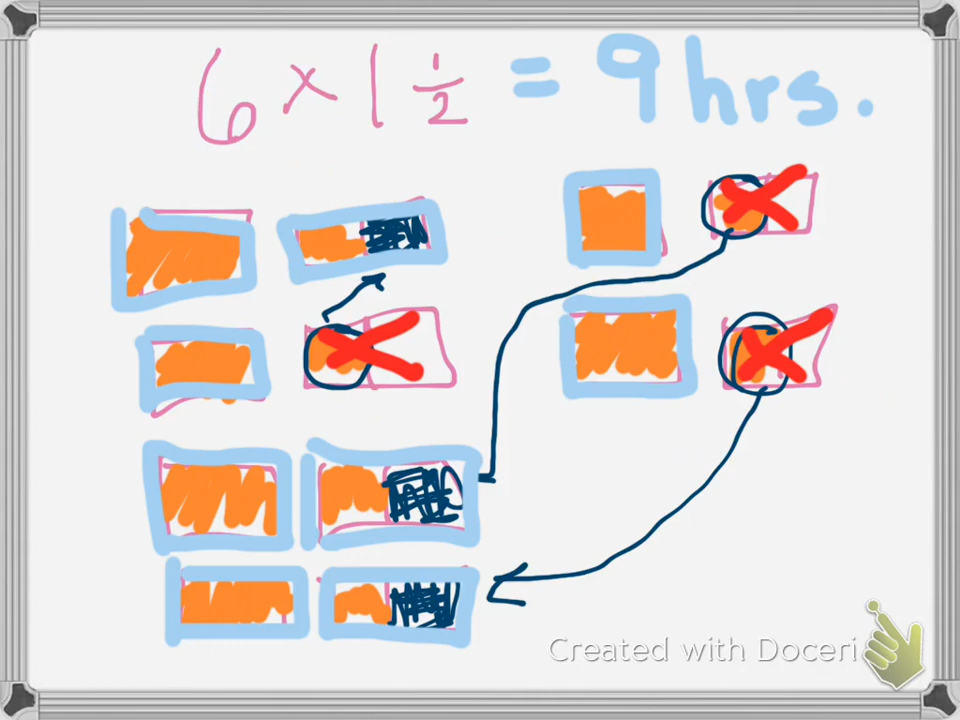 6 × 1 1/2 = 9 hrs.
Created with Doceri